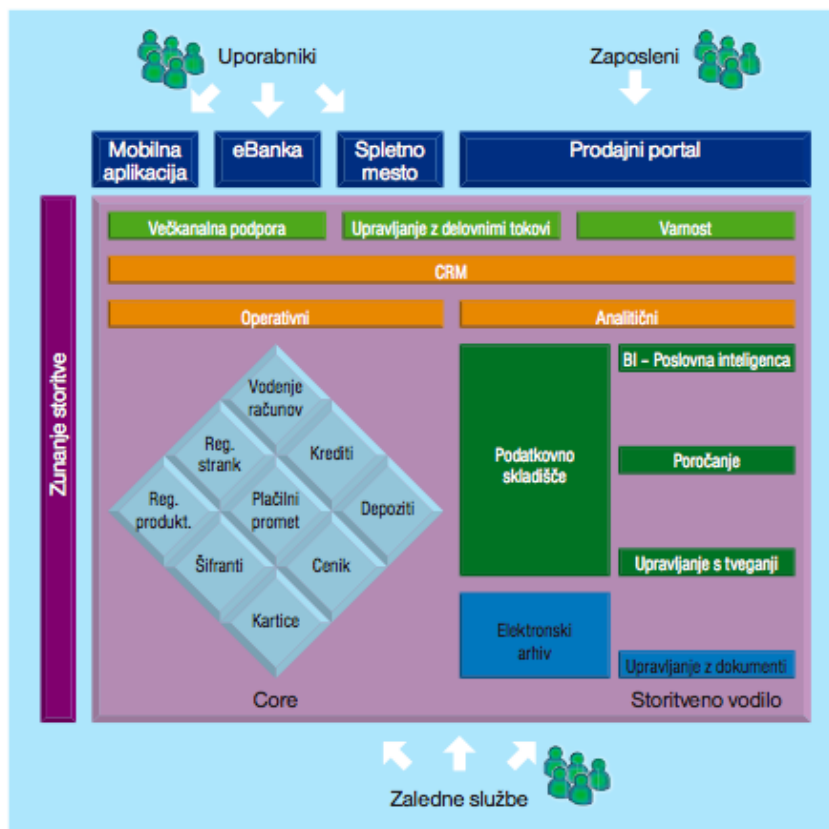 Uporabniki
Zaposleni
Mobilna
aplikacija
eBanka
Spletno
mesto
Prodajni portal
Zunanje storitve
Večkanalna podpora
Upravljanje z delovnimi tokovi
Varnost
CRM
Operativni
Analitični
Vodenje
računov
Reg.
strank
Krediti
Reg.
produkt.
Plačilni
promet
Depoziti
Šifranti
Cenik
Kartice
Core
Podatkovno
skladišče
BI – Poslovna inteligenca
Poročanje
Upravljanje s tveganji
Elektronski
arhiv
Upravljanje z dokumenti
Storitveno vodilo
Zaledne službe